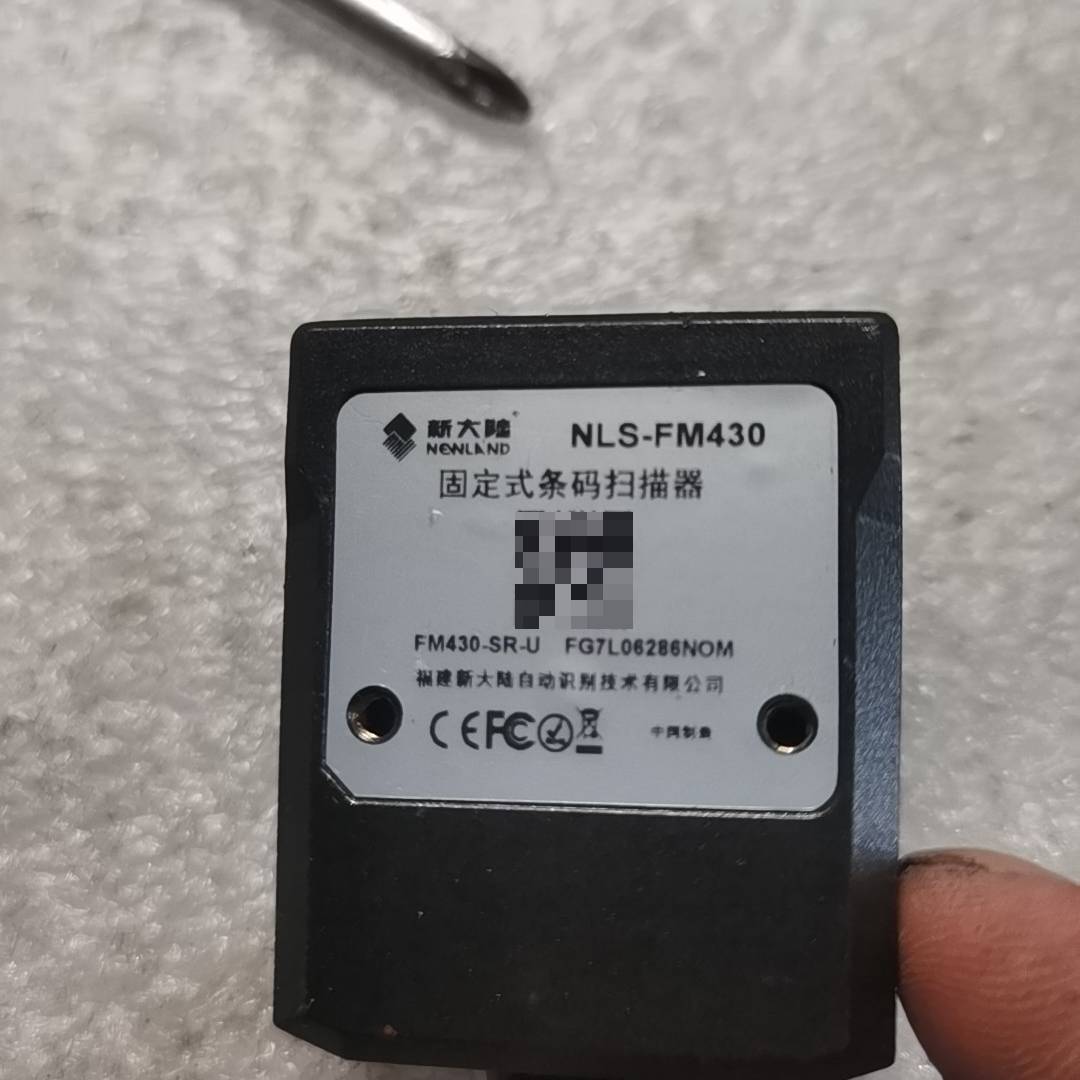 新大陆 NLS-FM430
NEWLAND
固定式条码扫描器
FM430-SR-U FG7L06286NOM
福建新大陆自动识别技术有限公司
CE FC 中国制造